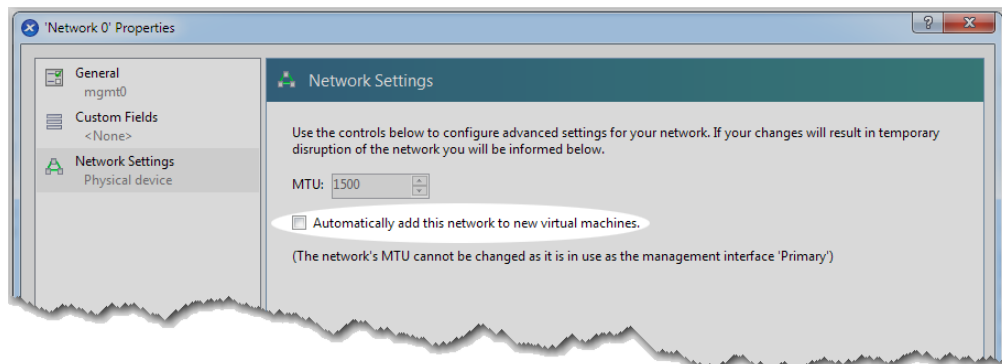 'Network 0' Properties
General
mgmt0
Custom Fields
<None>
Network Settings
Physical device
Network Settings
Use the controls below to configure advanced settings for your network. If your changes will result in temporary
disruption of the network you will be informed below.
MTU: 1500
Automatically add this network to new virtual machines.
(The network's MTU cannot be changed as it is in use as the management interface 'Primary')